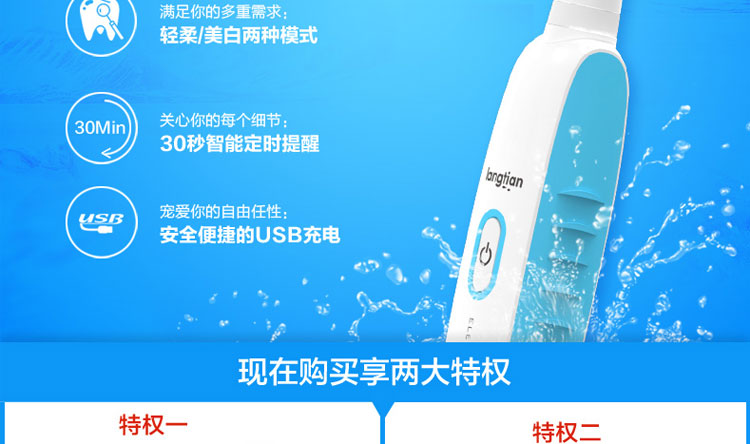 满足你的多重需求:
轻柔/美白两种模式
30Min
关心你的每个细节:
30秒智能定时提醒
USB
宠爱你的自由任性:
安全便捷的USB充电
langtian
ELE
现在购买享两大特权
特权一
特权二